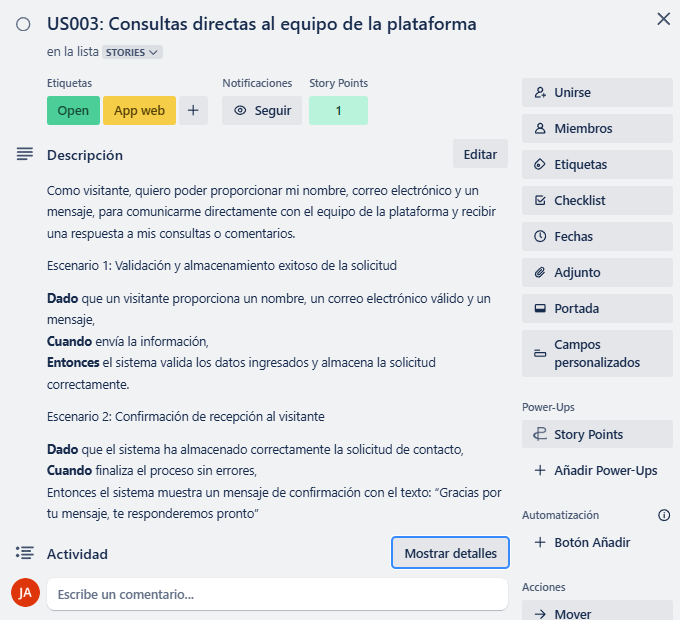 US003: Consultas directas al equipo de la plataforma
en la lista STORIES
Etiquetas
Notificaciones
Story Points
Open
App web
Seguir
1
Descripción
Editar
Como visitante, quiero poder proporcionar mi nombre, correo electrónico y un
mensaje, para comunicarme directamente con el equipo de la plataforma y recibir
una respuesta a mis consultas o comentarios.
Escenario 1: Validación y almacenamiento exitoso de la solicitud
Dado que un visitante proporciona un nombre, un correo electrónico válido y un
mensaje,
Cuando envía la información,
Entonces el sistema valida los datos ingresados y almacena la solicitud
correctamente.
Escenario 2: Confirmación de recepción al visitante
Dado que el sistema ha almacenado correctamente la solicitud de contacto,
Cuando finaliza el proceso sin errores,
Entonces el sistema muestra un mensaje de confirmación con el texto: “Gracias por
tu mensaje, te responderemos pronto”
Actividad
Mostrar detalles
JA
Escribe un comentario...
Unirse
Miembros
Etiquetas
Checklist
Fechas
Adjunto
Portada
Campos
personalizados
Power-Ups
Story Points
Añadir Power-Ups
Automatización
Botón Añadir
Acciones
Mover